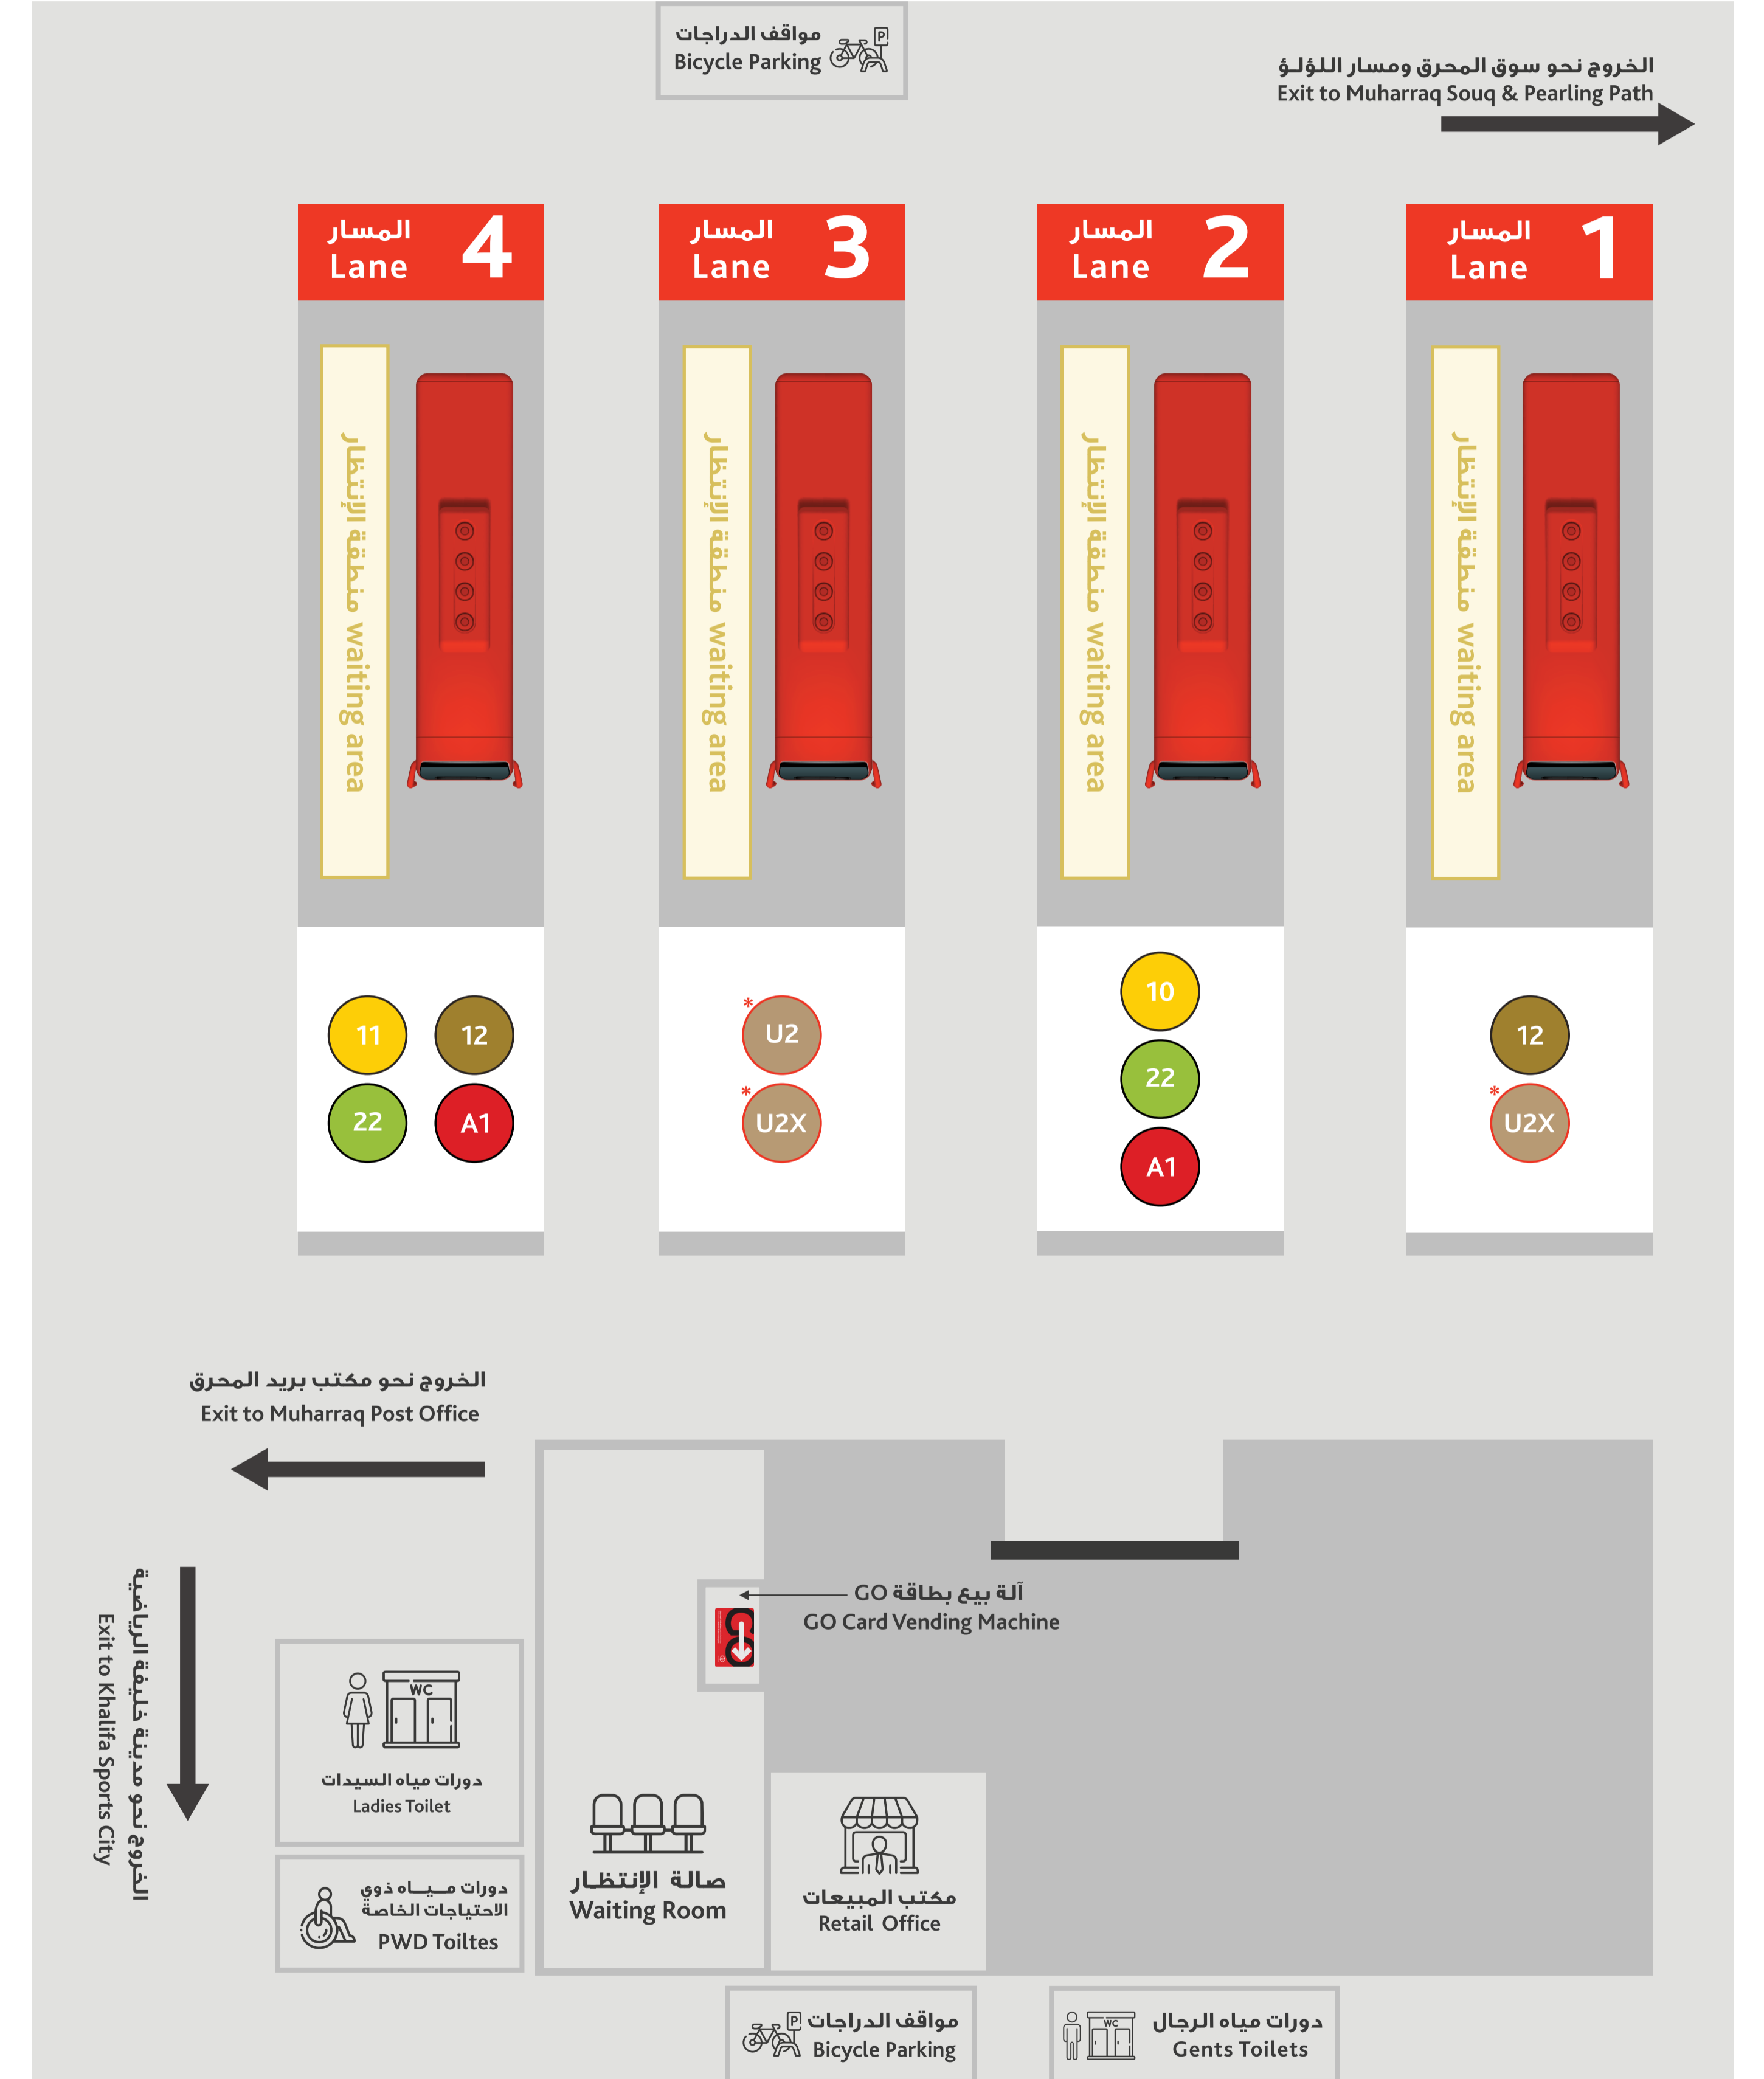 مواقف الدراجات
Bicycle Parking
P
الخروج نحو سوق المحرق ومسار اللؤلؤ
Exit to Muharraq Souq & Pearling Path
المسار
Lane 4
المسار
Lane 3
المسار
Lane 2
المسار
Lane 1
منطقة الإنتظار waiting area
منطقة الإنتظار waiting area
منطقة الإنتظار waiting area
منطقة الإنتظار waiting area
11 12
22 A1
* U2
* U2X
10
22
A1
12
* U2X
الخروج نحو مكتب بريد المحرق
Exit to Muharraq Post Office
الخروج نحو مدينة خليفة الرياضية
Exit to Khalifa Sports City
آلة بيع بطاقة GO
GO Card Vending Machine
WC
دورات مياه السيدات
Ladies Toilet
دورات مياه ذوي
الاحتياجات الخاصة
PWD Toiltes
صالة الإنتظار
Waiting Room
مكتب المبيعات
Retail Office
P
مواقف الدراجات
Bicycle Parking
WC
دورات مياه الرجال
Gents Toilets